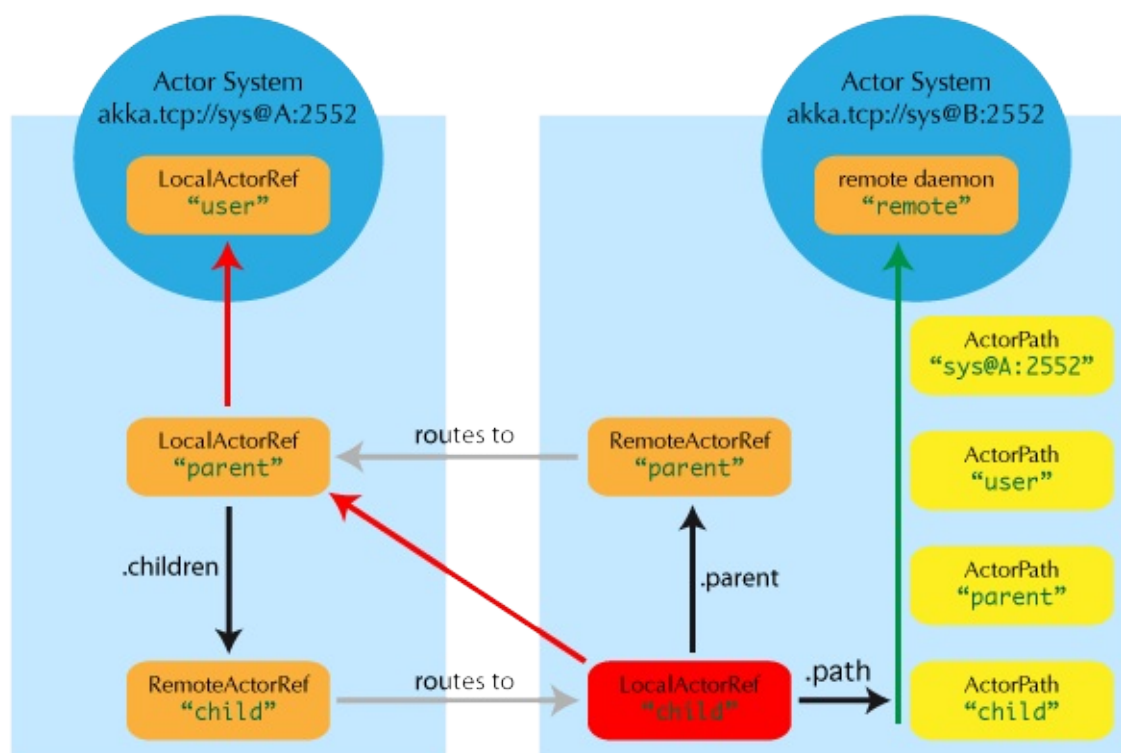 Actor System
akka.tcp://sys@A:2552
LocalActorRef
“user”
Actor System
akka.tcp://sys@B:2552
remote daemon
“remote”
ActorPath
“sys@A:2552”
LocalActorRef
“parent”
routes to
RemoteActorRef
“parent”
ActorPath
“user”
.children
.parent
ActorPath
“parent”
RemoteActorRef
“child”
routes to
LocalActorRef
“child”
.path
ActorPath
“child”